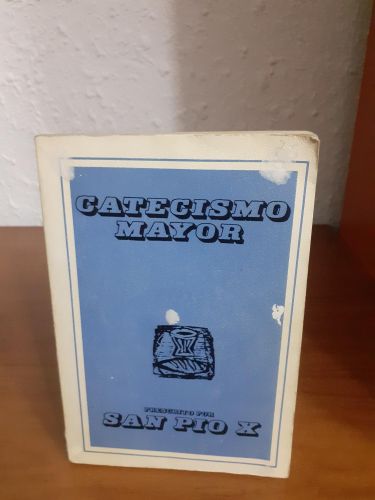 CATECISMO
MAYOR
PRESCRITO POR
SAN PIO X